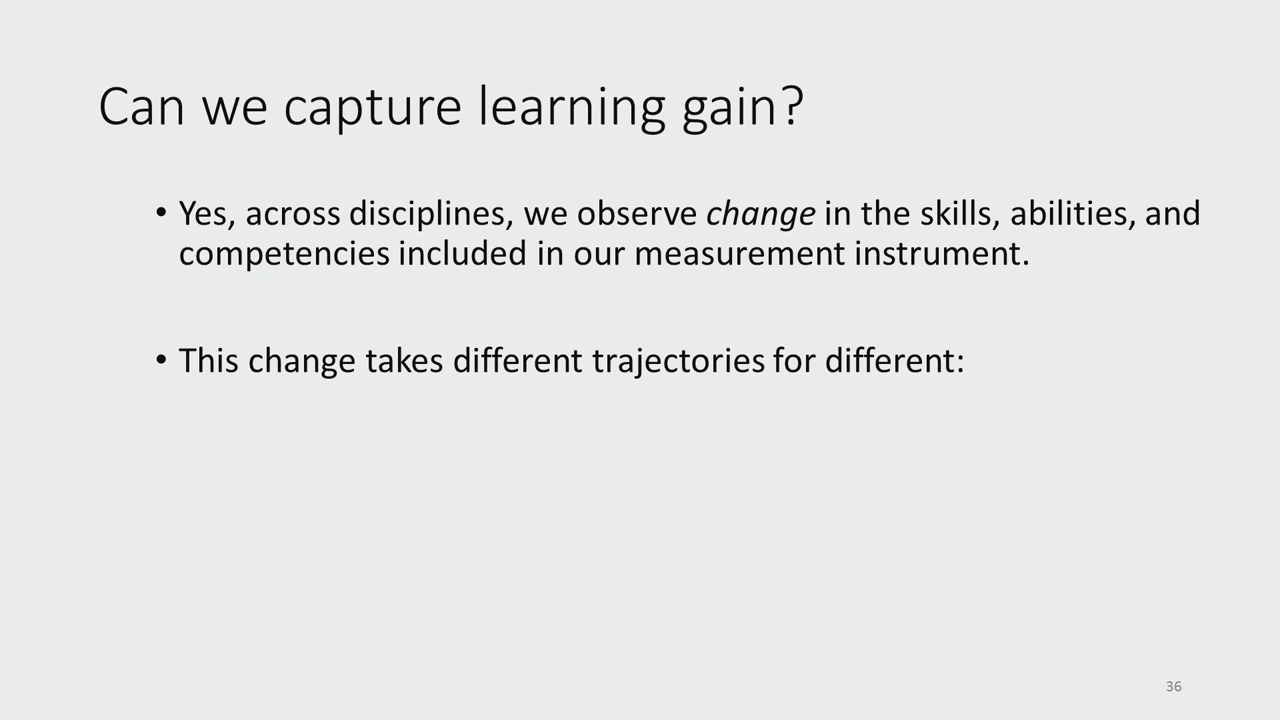 Can we capture learning gain?
• Yes, across disciplines, we observe change in the skills, abilities, and
competencies included in our measurement instrument.
• This change takes different trajectories for different:
36